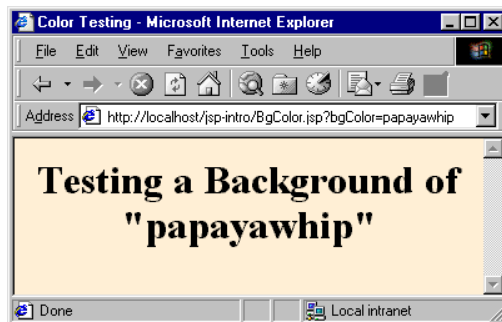 Color Testing - Microsoft Internet Explorer
File Edit View Favorites Tools Help
Address http://localhost/jsp-intro/BgColor.jsp?bgColor=papayawhip
Testing a Background of
"papayawhip"
Done Local intranet